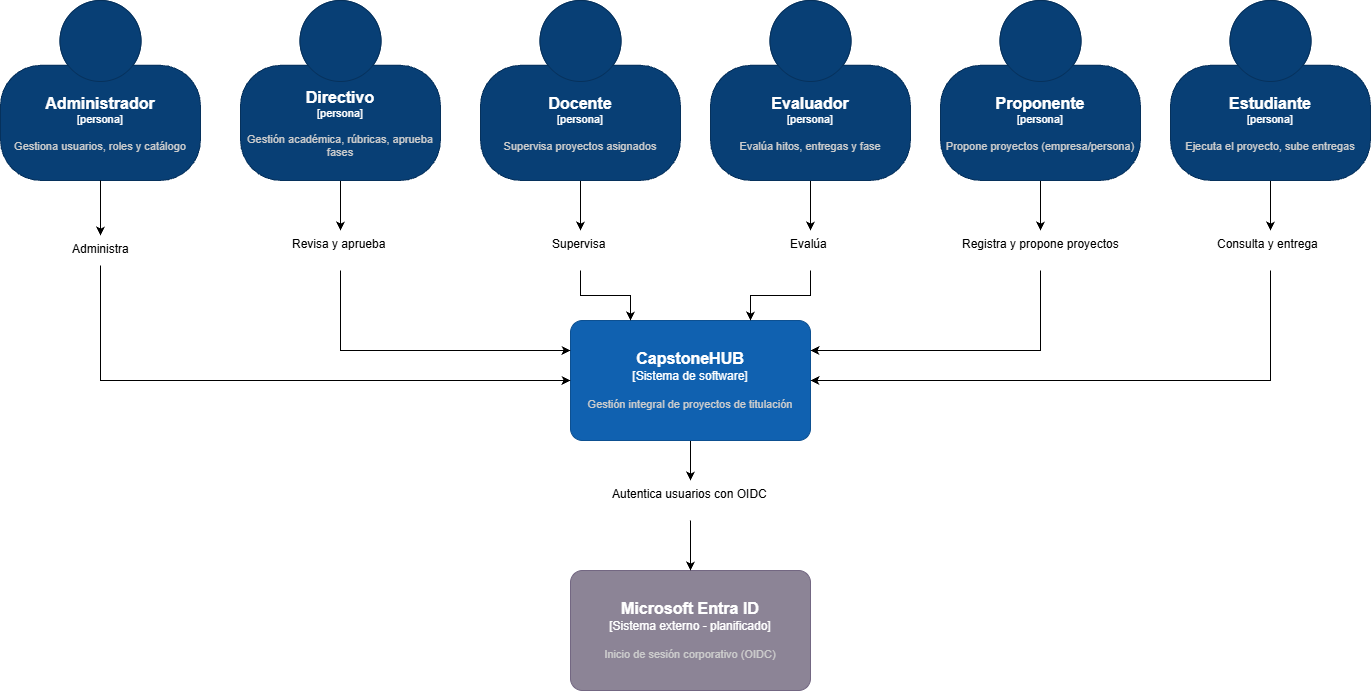 Administrador
[persona]
Gestiona usuarios, roles y catálogo
Directivo
[persona]
Gestión académica, rúbricas, aprueba
fases
Docente
[persona]
Supervisa proyectos asignados
Evaluador
[persona]
Evalúa hitos, entregas y fase
Proponente
[persona]
Propone proyectos (empresa/persona)
Estudiante
[persona]
Ejecuta el proyecto, sube entregas
Administra
Revisa y aprueba
Supervisa
Evalúa
Registra y propone proyectos
Consulta y entrega
CapstoneHUB
[Sistema de software]
Gestión integral de proyectos de titulación
Autentica usuarios con OIDC
Microsoft Entra ID
[Sistema externo - planificado]
Inicio de sesión corporativo (OIDC)